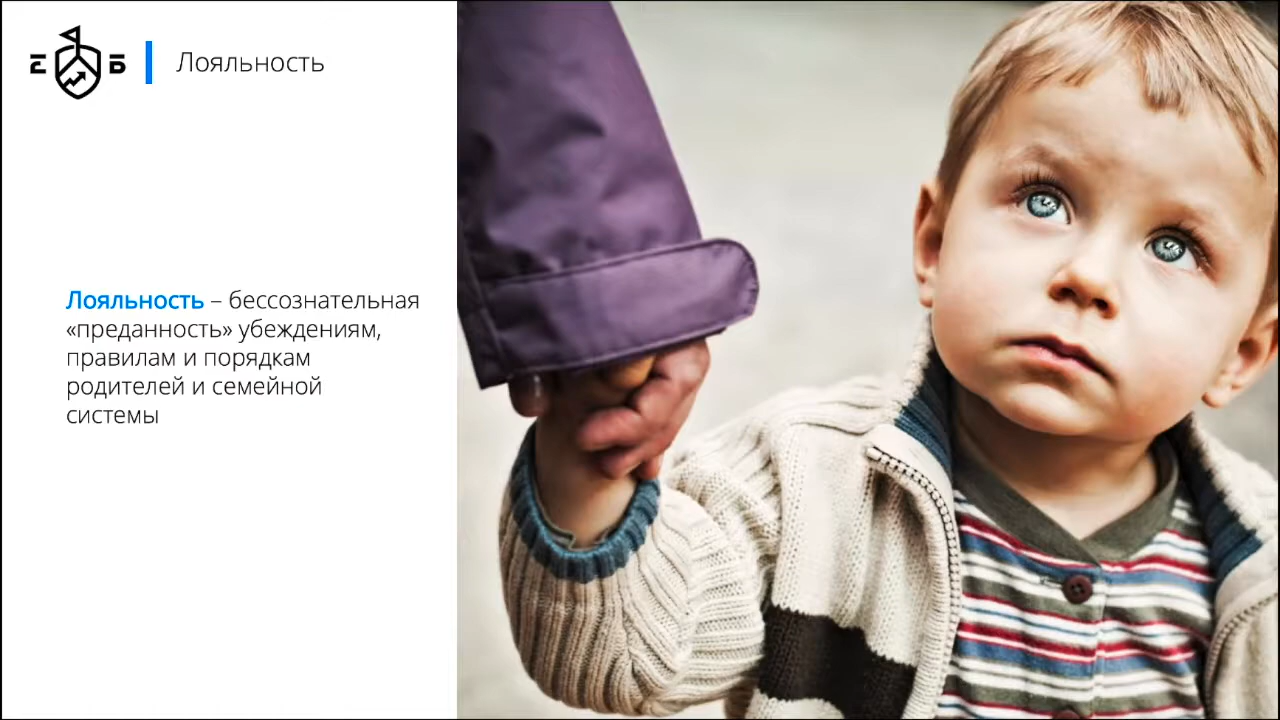 Е Б
Лояльность
Лояльность – бессознательная
«преданность» убеждениям,
правилам и порядкам
родителей и семейной
системы